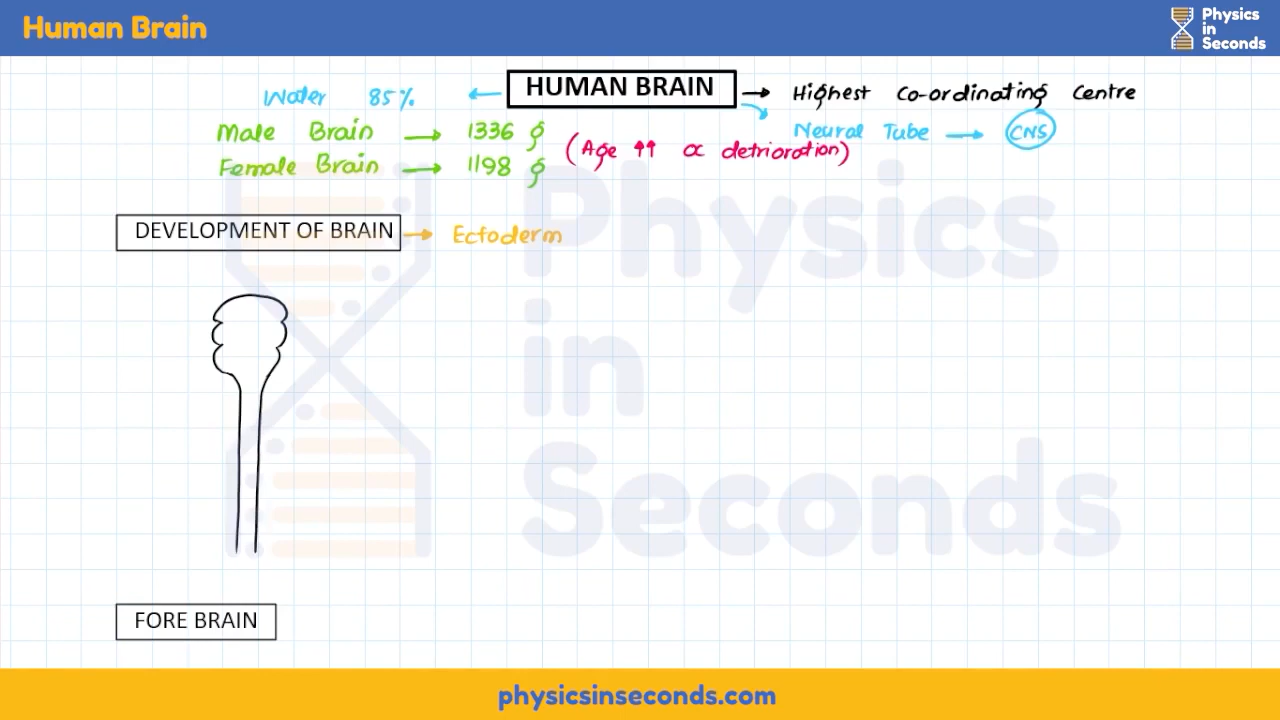 Human Brain
Physics
in
Seconds
Water 85% ← HUMAN BRAIN → Highest Co-ordinating Centre
Male Brain → 1336 g
Neural Tube → CNS
(Age ↑↑ ∝ detrioration)
Female Brain → 1198 g
DEVELOPMENT OF BRAIN → Ectoderm
Physics
in
Seconds
FORE BRAIN
physicsinseconds.com